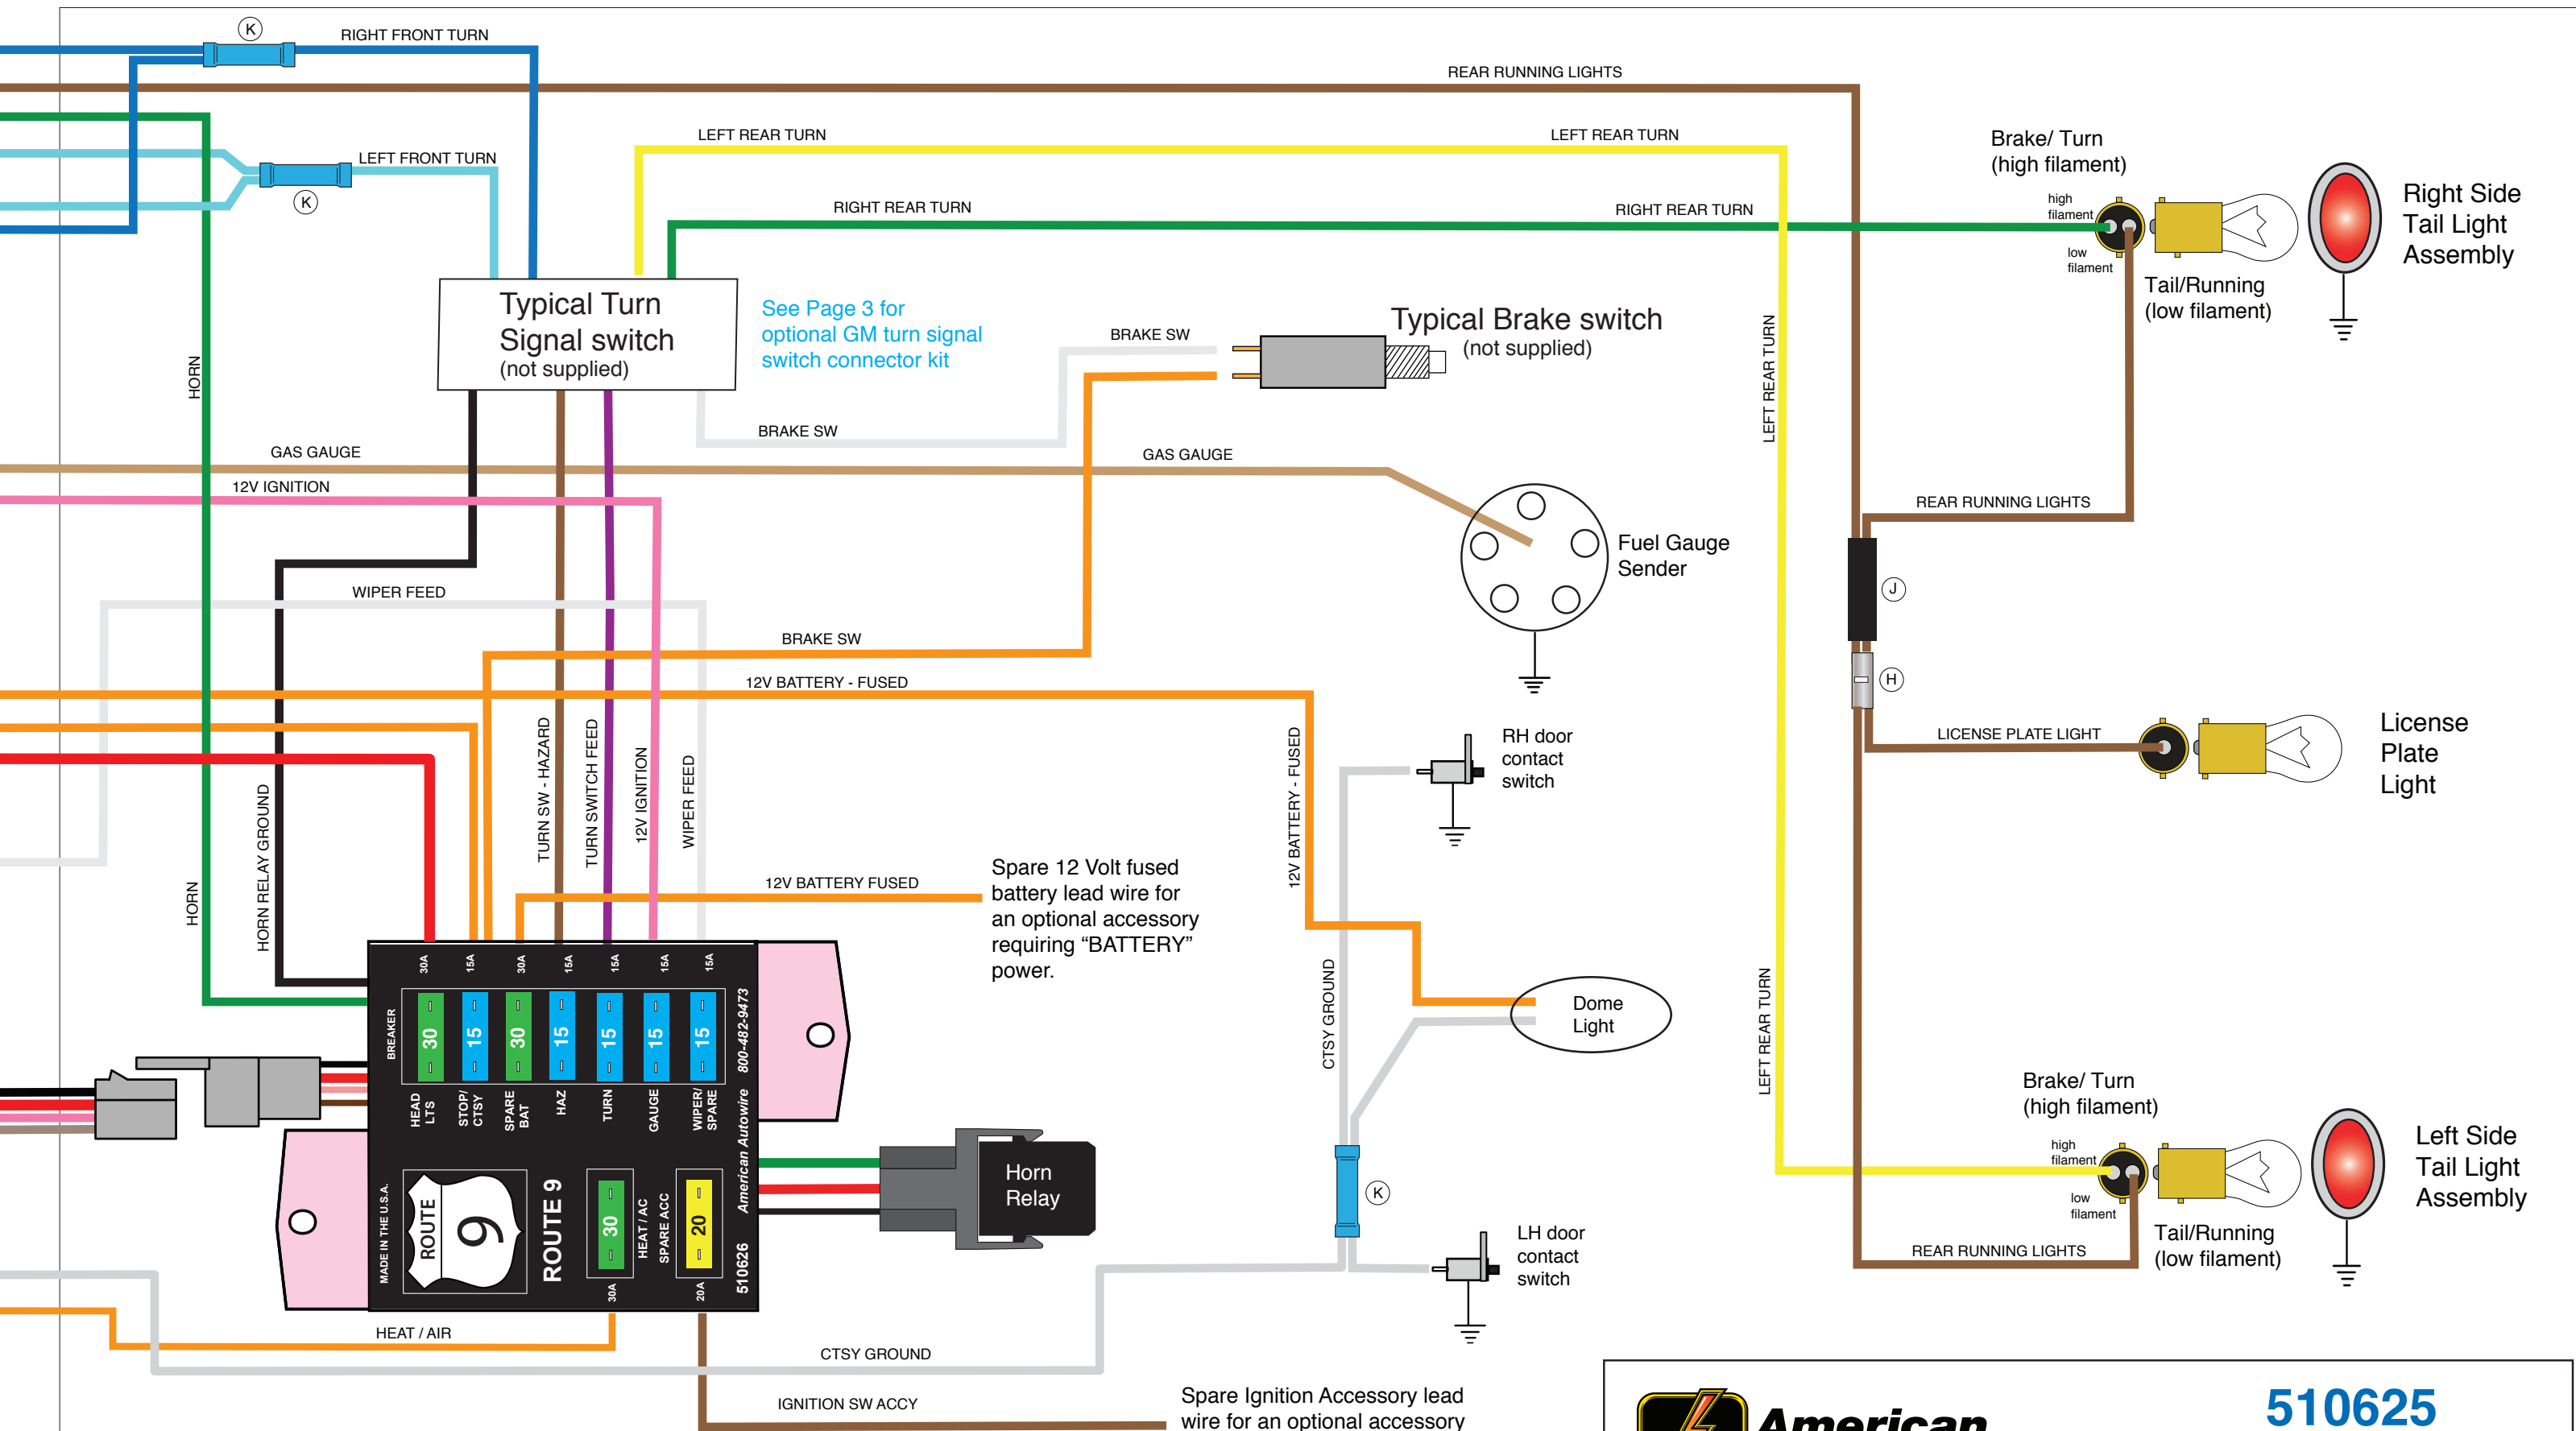 K
RIGHT FRONT TURN
REAR RUNNING LIGHTS
LEFT REAR TURN
LEFT REAR TURN
Brake/ Turn
(high filament)
LEFT FRONT TURN
K
RIGHT REAR TURN
RIGHT REAR TURN
high
filament
low
filament
Right Side
Tail Light
Assembly
Tail/Running
(low filament)
Typical Turn
Signal switch
(not supplied)
See Page 3 for
optional GM turn signal
switch connector kit
BRAKE SW
Typical Brake switch
(not supplied)
HORN
LEFT REAR TURN
BRAKE SW
GAS GAUGE
GAS GAUGE
12V IGNITION
REAR RUNNING LIGHTS
Fuel Gauge
Sender
J
WIPER FEED
BRAKE SW
H
12V BATTERY - FUSED
LICENSE PLATE LIGHT
License
Plate
Light
RH door
contact
switch
HORN
HORN RELAY GROUND
TURN SW - HAZARD
TURN SWITCH FEED
12V IGNITION
WIPER FEED
12V BATTERY - FUSED
12V BATTERY FUSED
Spare 12 Volt fused
battery lead wire for
an optional accessory
requiring “BATTERY”
power.
CTSY GROUND
LEFT REAR TURN
Dome
Light
30A
15A
30A
15A
15A
15A
15A
BREAKER
30
15
30
15
15
15
15
HEAD
LTS
STOP/
CTSY
SPARE
BAT
HAZ
TURN
GAUGE
WIPER/
SPARE
American Autowire 800-482-9473
MADE IN THE U.S.A.
ROUTE
9
ROUTE 9
30
HEAT / AC
SPARE ACC
20
30A
20A
510626
Horn
Relay
K
LH door
contact
switch
Brake/ Turn
(high filament)
high
filament
low
filament
Left Side
Tail Light
Assembly
Tail/Running
(low filament)
REAR RUNNING LIGHTS
HEAT / AIR
CTSY GROUND
IGNITION SW ACCY
Spare Ignition Accessory lead
wire for an optional accessory
American
510625